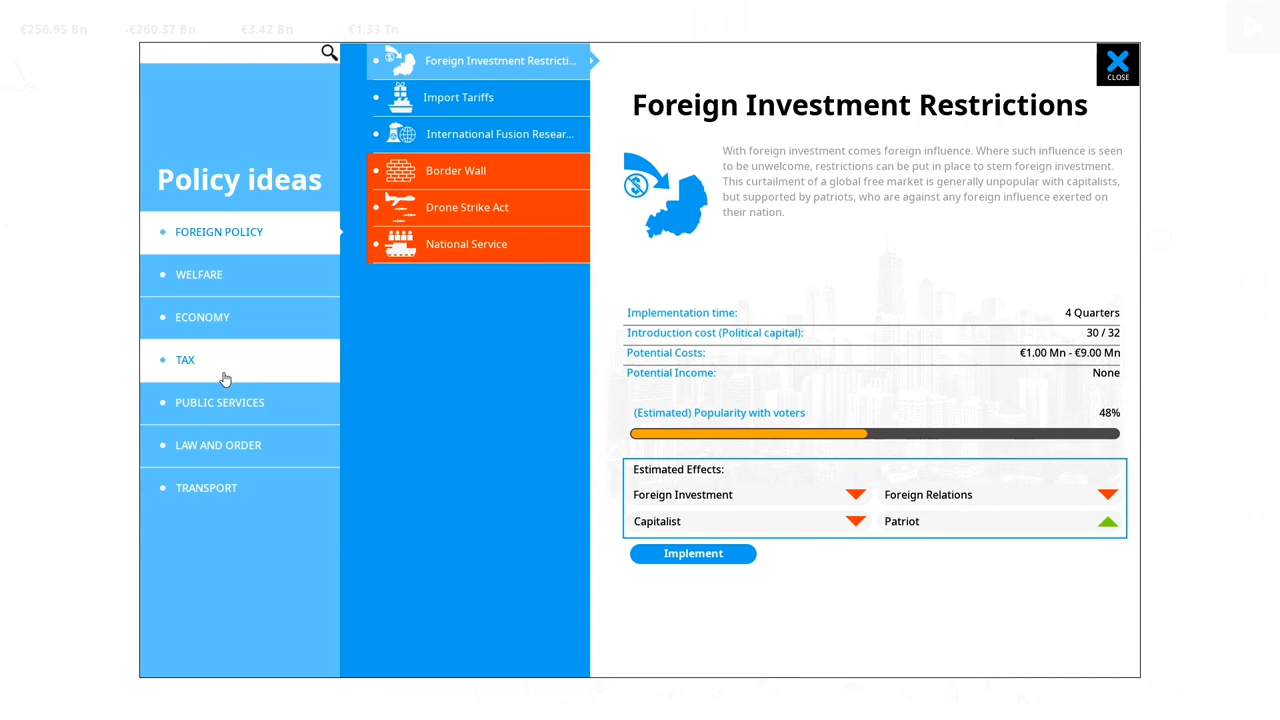 €256.95 Bn -€260.37 Bn €3.42 Bn €1.33 Tn
Policy ideas
FOREIGN POLICY
WELFARE
ECONOMY
TAX
PUBLIC SERVICES
LAW AND ORDER
TRANSPORT
Foreign Investment Restricti...
Import Tariffs
International Fusion Resear...
Border Wall
Drone Strike Act
National Service
CLOSE
Foreign Investment Restrictions
With foreign investment comes foreign influence. Where such influence is seen
to be unwelcome, restrictions can be put in place to stem foreign investment.
This curtailment of a global free market is generally unpopular with capitalists,
but supported by patriots, who are against any foreign influence exerted on
their nation.
Implementation time: 4 Quarters
Introduction cost (Political capital): 30 / 32
Potential Costs: €1.00 Mn - €9.00 Mn
Potential Income: None
(Estimated) Popularity with voters 48%
Estimated Effects:
Foreign Investment Foreign Relations
Capitalist Patriot
Implement